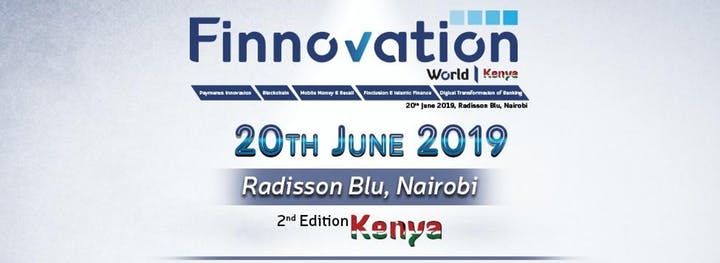 Finnovation
World | Kenya
Payments Innovation Blockchain Mobile Money & Retail Finclusion & Islamic Finance Digital Transformation of Banking
20th June 2019, Radisson Blu, Nairobi
20TH JUNE 2019
Radisson Blu, Nairobi
2nd Edition Kenya